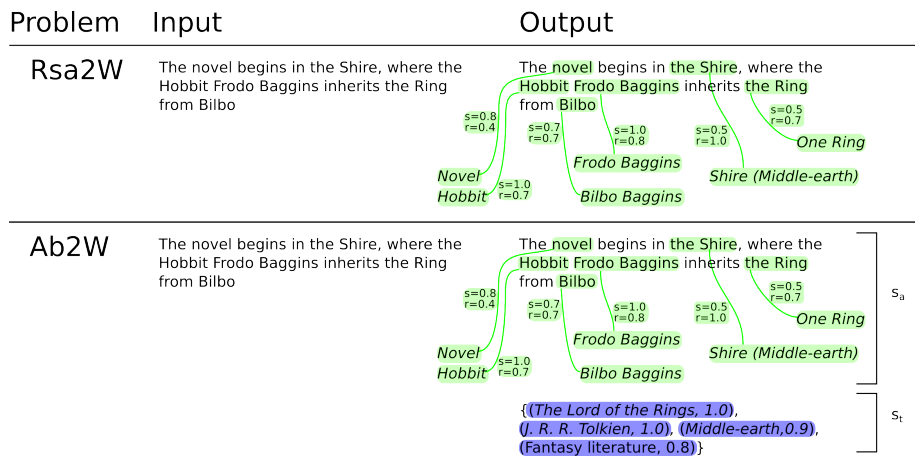 Problem Input Output
Rsa2W
The novel begins in the Shire, where the
Hobbit Frodo Baggins inherits the Ring
from Bilbo
The novel begins in the Shire, where the
Hobbit Frodo Baggins inherits the Ring
from Bilbo
s=0.8
r=0.4
s=0.7
r=0.7
s=1.0
r=0.8
s=0.5
r=1.0
s=0.5
r=0.7
One Ring
Frodo Baggins
Novel
Shire (Middle-earth)
Hobbit
s=1.0
r=0.7
Bilbo Baggins
Ab2W
The novel begins in the Shire, where the
Hobbit Frodo Baggins inherits the Ring
from Bilbo
The novel begins in the Shire, where the
Hobbit Frodo Baggins inherits the Ring
from Bilbo
s=0.8
r=0.4
s=0.7
r=0.7
s=1.0
r=0.8
s=0.5
r=1.0
s=0.5
r=0.7
sa
One Ring
Frodo Baggins
Novel
Shire (Middle-earth)
Hobbit
s=1.0
r=0.7
Bilbo Baggins
{(The Lord of the Rings, 1.0),
(J. R. R. Tolkien, 1.0), (Middle-earth,0.9),
(Fantasy literature, 0.8)}
st